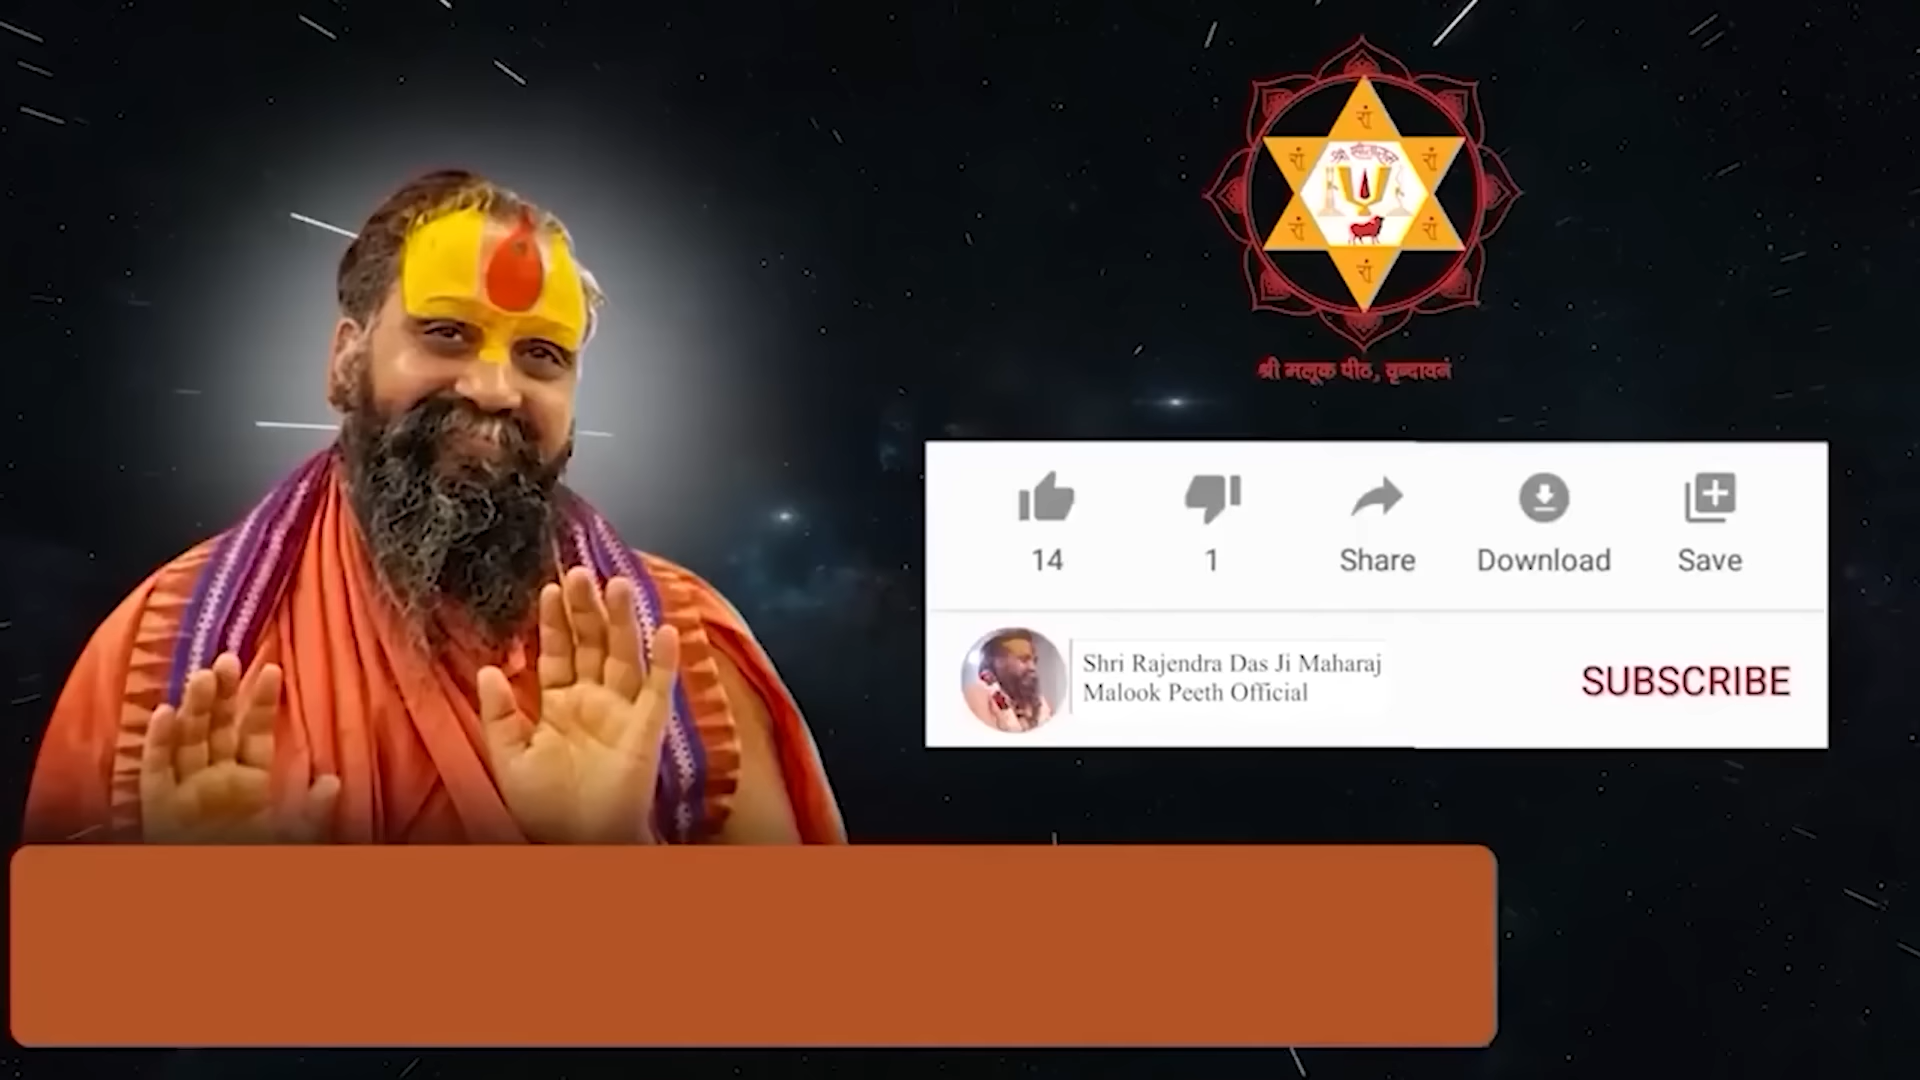 रां
रां
रां
श्री सीताराम
रां
रां
रां
श्री मलूक पीठ, वृन्दावनं
14
1
Share
Download
Save
Shri Rajendra Das Ji Maharaj
Malook Peeth Official
SUBSCRIBE